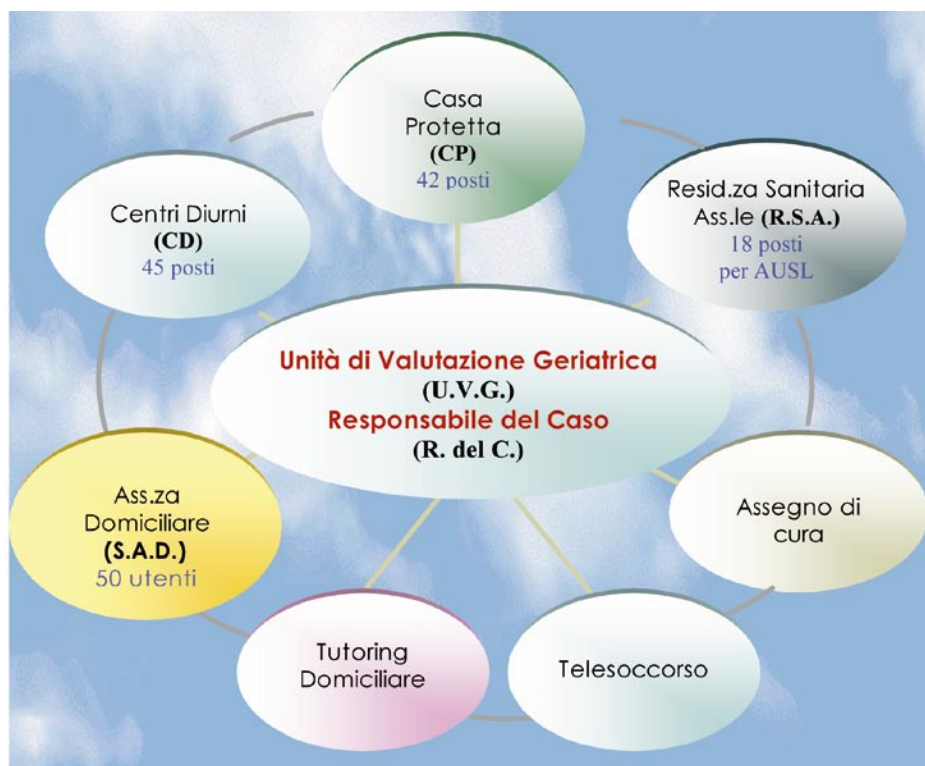 Casa
Protetta
(CP)
42 posti
Centri Diurni
(CD)
45 posti
Resid.za Sanitaria
Ass.le (R.S.A.)
18 posti
per AUSL
Unità di Valutazione Geriatrica
(U.V.G.)
Responsabile del Caso
(R. del C.)
Ass.za
Domiciliare
(S.A.D.)
50 utenti
Assegno di
cura
Tutoring
Domiciliare
Telesoccorso